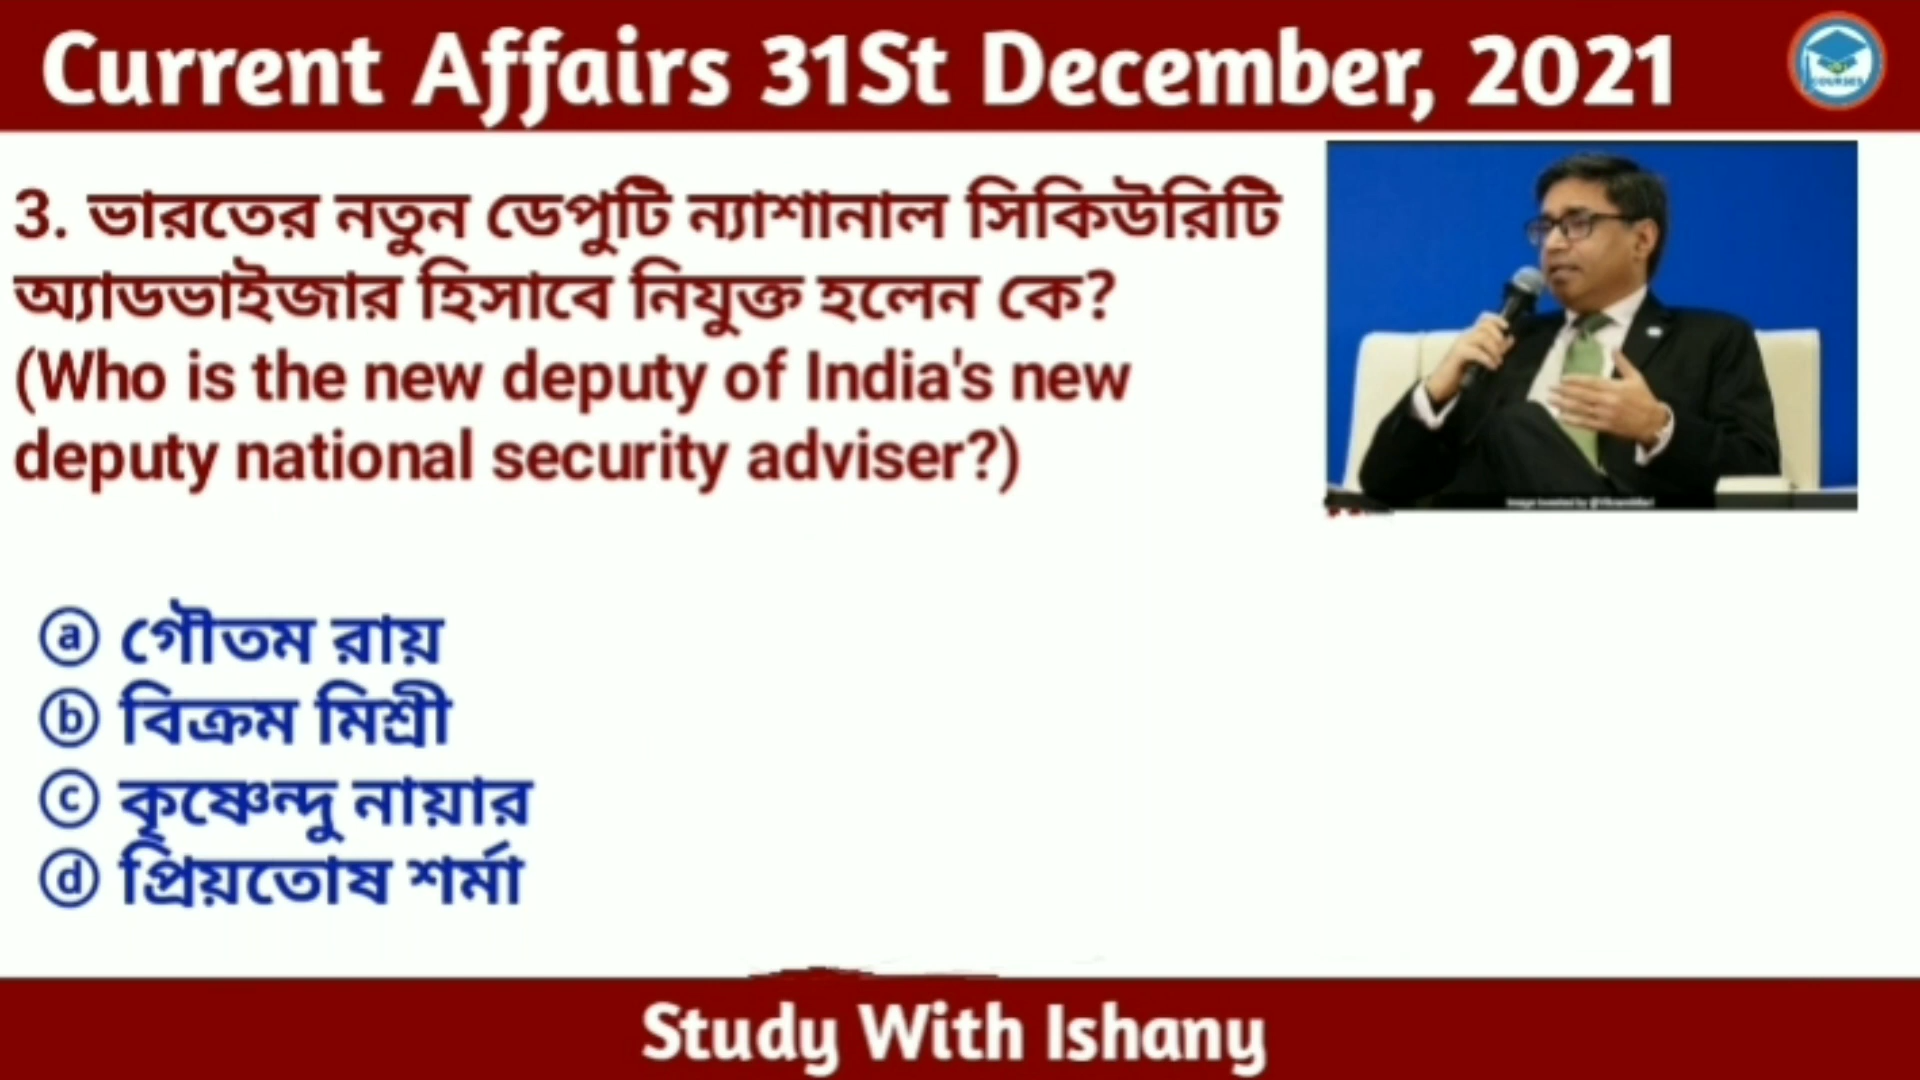 Current Affairs 31St December, 2021
COURSES
3. ভারতের নতুন ডেপুটি ন্যাশানাল সিকিউরিটি
অ্যাডভাইজার হিসাবে নিযুক্ত হলেন কে?
(Who is the new deputy of India's new
deputy national security adviser?)
ⓐ গৌতম রায়
ⓑ বিক্রম মিশ্রী
ⓒ কৃষ্ণেন্দু নায়ার
ⓓ প্রিয়তোষ শর্মা
Study With Ishany